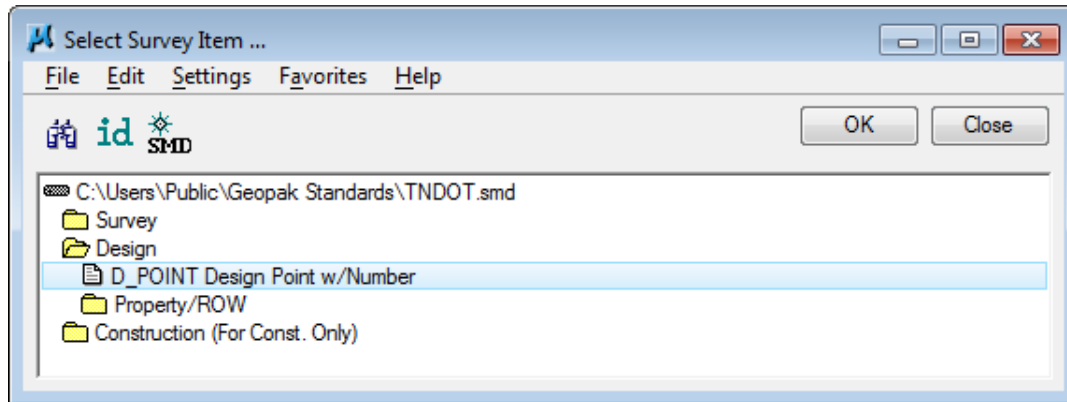 Select Survey Item ...
File Edit Settings Favorites Help
id SMD OK Close
C:\Users\Public\Geopak Standards\TNDOT.smd
Survey
Design
D_POINT Design Point w/Number
Property/ROW
Construction (For Const. Only)